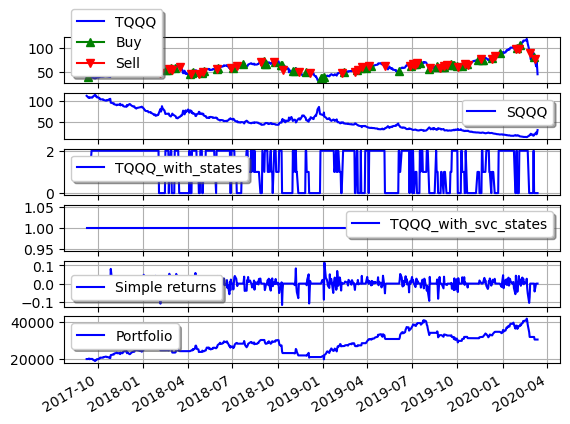 TQQQ
Buy
Sell
100
50
100
50
SQQQ
2
0
TQQQ_with_states
1.05
1.00
0.95
TQQQ_with_svc_states
0.1
0.0
−0.1
Simple returns
40000
20000
Portfolio
2017-10 2018-01 2018-04 2018-07 2018-10 2019-01 2019-04 2019-07 2019-10 2020-01 2020-04